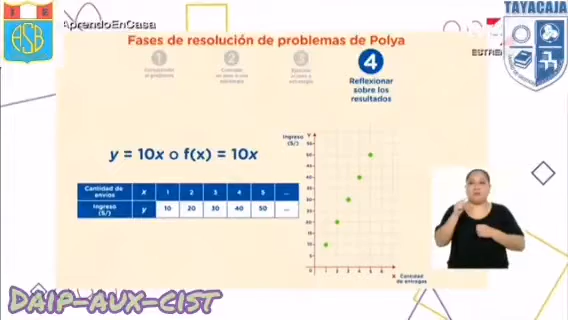 AprendoEnCasa
I E
ESB
TAYACAJA
Fases de resolución de problemas de Polya
1
2
3
4
Reflexionar
sobre los
resultados
y = 10x o f(x) = 10x
Cantidad de
envíos x 1 2 3 4 5 ...
Ingreso
(S/) y 10 20 30 40 50 ...
Ingreso
(S/)
Y
X
Cantidad
de entregas
DAIP-AUX-CIST